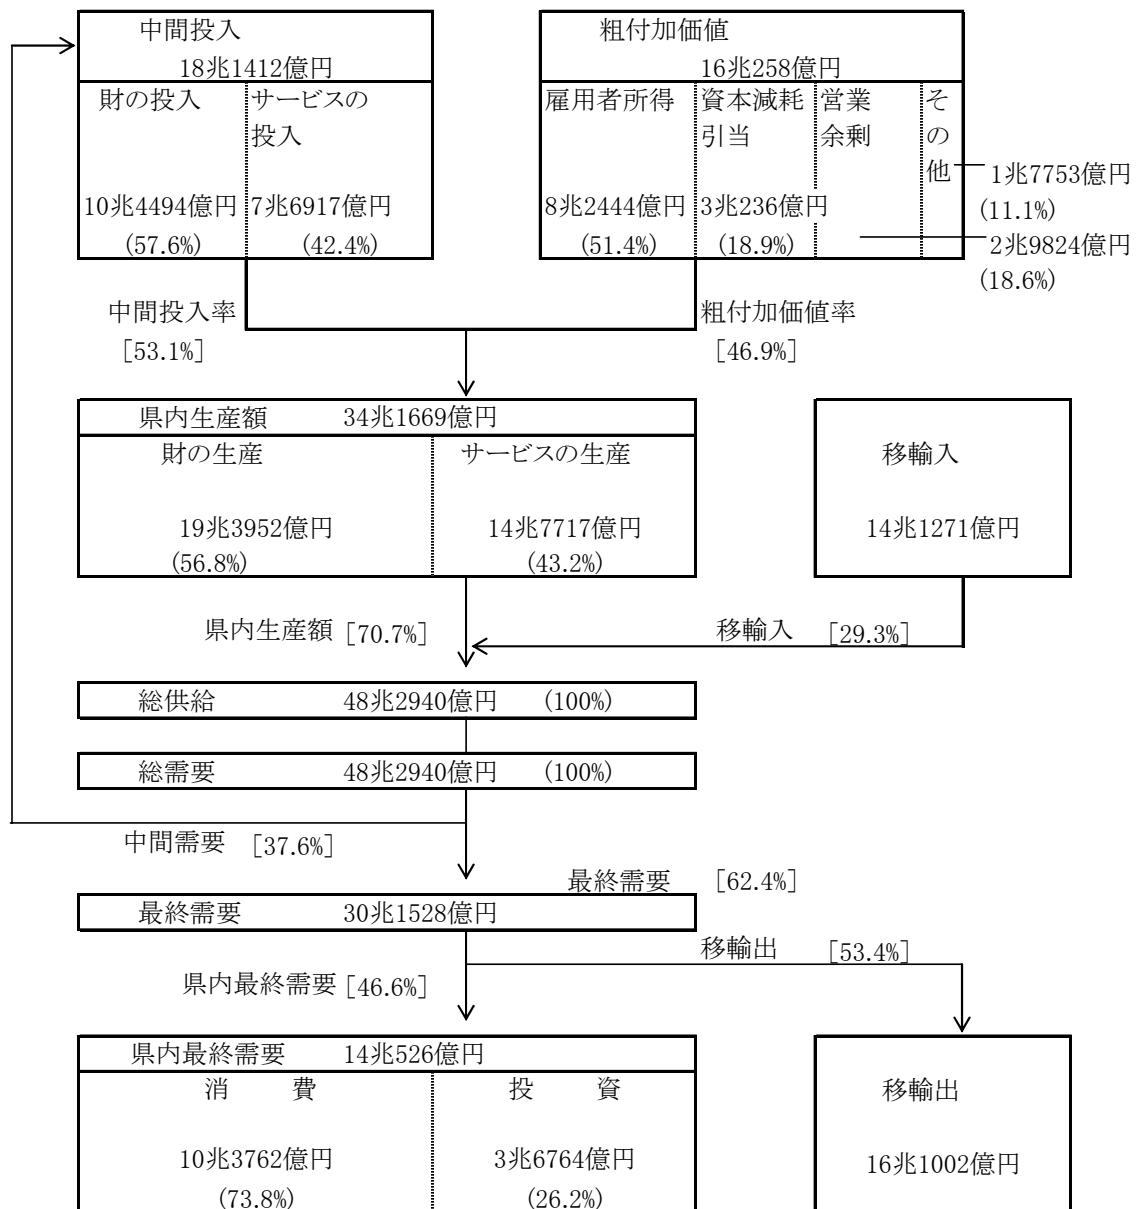 中間投入
18兆1412億円
財の投入
10兆4494億円
(57.6%)
サービスの
投入
7兆6917億円
(42.4%)
粗付加価値
16兆258億円
雇用者所得
8兆2444億円
(51.4%)
資本減耗
引当
3兆236億円
(18.9%)
営業
余剰
そ
の
他
1兆7753億円
(11.1%)
2兆9824億円
(18.6%)
中間投入率
[53.1%]
粗付加価値率
[46.9%]
県内生産額 34兆1669億円
財の生産
19兆3952億円
(56.8%)
サービスの生産
14兆7717億円
(43.2%)
移輸入
14兆1271億円
県内生産額 [70.7%]
移輸入 [29.3%]
総供給 48兆2940億円 (100%)
総需要 48兆2940億円 (100%)
中間需要 [37.6%]
最終需要 [62.4%]
最終需要 30兆1528億円
移輸出 [53.4%]
県内最終需要 [46.6%]
県内最終需要 14兆526億円
消 費
10兆3762億円
(73.8%)
投 資
3兆6764億円
(26.2%)
移輸出
16兆1002億円